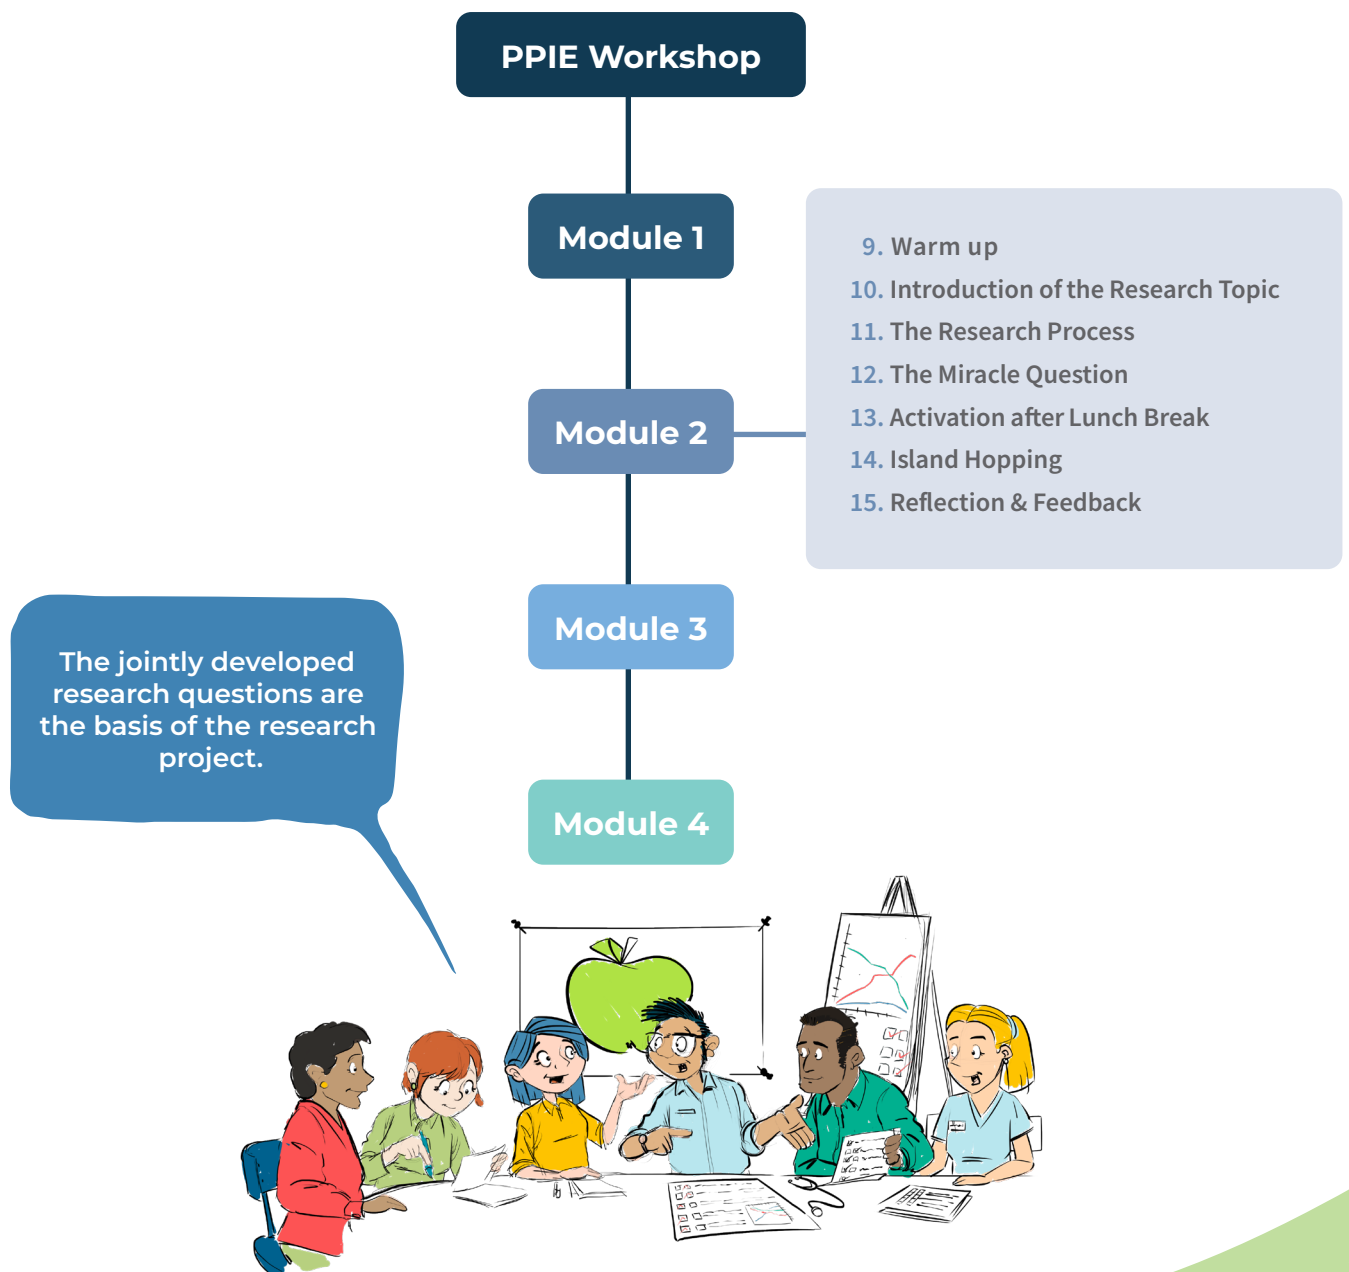 PPIE Workshop
Module 1
Module 2
9. Warm up
10. Introduction of the Research Topic
11. The Research Process
12. The Miracle Question
13. Activation after Lunch Break
14. Island Hopping
15. Reflection & Feedback
Module 3
Module 4
The jointly developed
research questions are
the basis of the research
project.